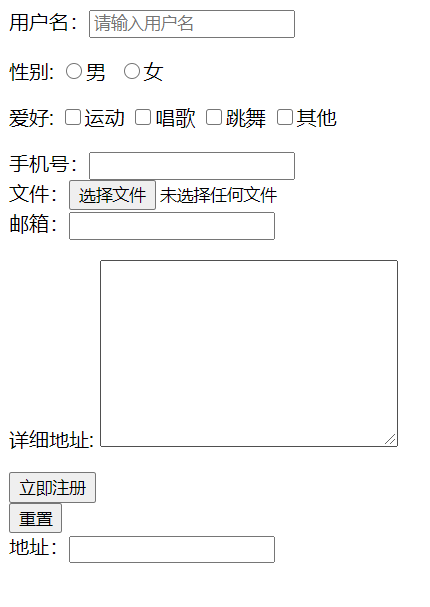 用户名：请输入用户名
性别: 男 女
爱好: 运动 唱歌 跳舞 其他
手机号：
文件：选择文件 未选择任何文件
邮箱：
详细地址:
立即注册
重置
地址：